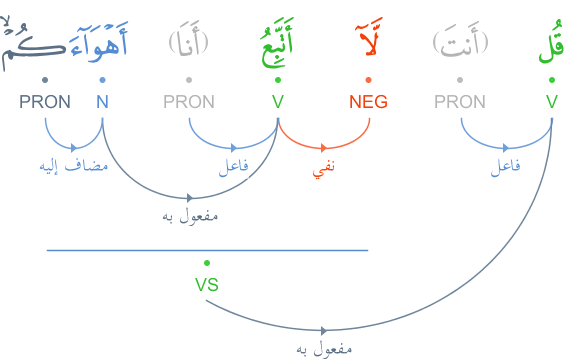 قُل (أَنتَ) لَّآ أَتَّبِعُ (أَنَا) أَهْوَآءَكُمْ ۙ
V PRON NEG V PRON N PRON
فاعل نفي فاعل مضاف إليه
مفعول به
VS
مفعول به